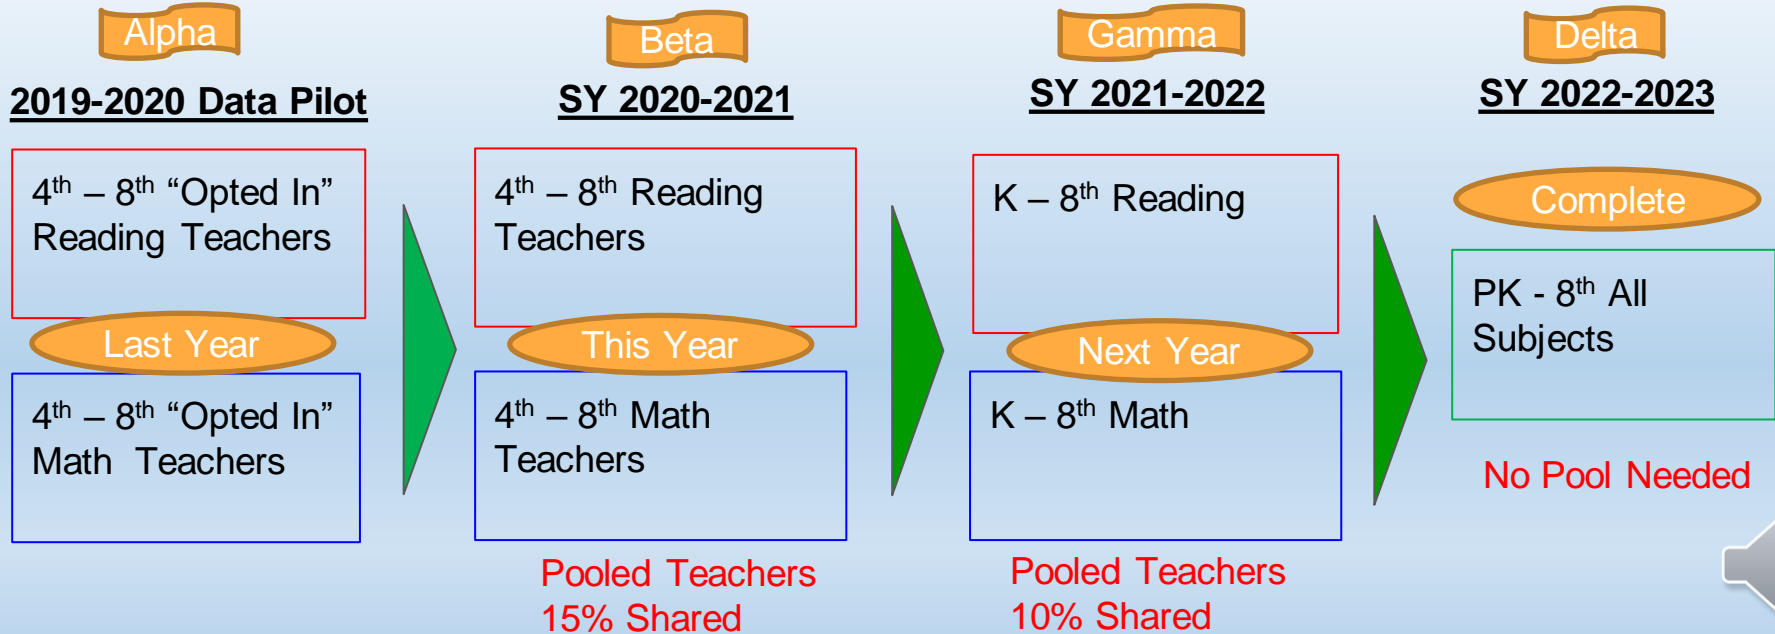 Alpha
2019-2020 Data Pilot
4th – 8th “Opted In”
Reading Teachers
Last Year
4th – 8th “Opted In”
Math Teachers
Beta
SY 2020-2021
4th – 8th Reading
Teachers
This Year
4th – 8th Math
Teachers
Pooled Teachers
15% Shared
Gamma
SY 2021-2022
K – 8th Reading
Next Year
K – 8th Math
Pooled Teachers
10% Shared
Delta
SY 2022-2023
Complete
PK - 8th All
Subjects
No Pool Needed